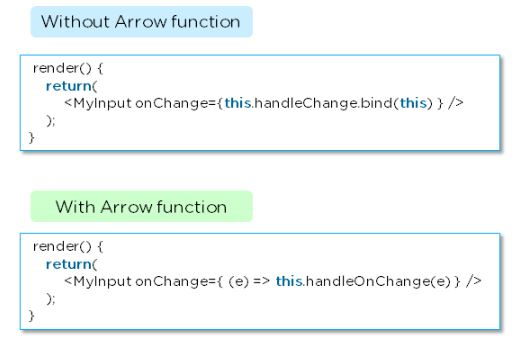 Without Arrow function
render() {
return(
<MyInput onChange={this.handleChange.bind(this) } />
);
}
With Arrow function
render() {
return(
<MyInput onChange={ (e) => this.handleOnChange(e) } />
);
}